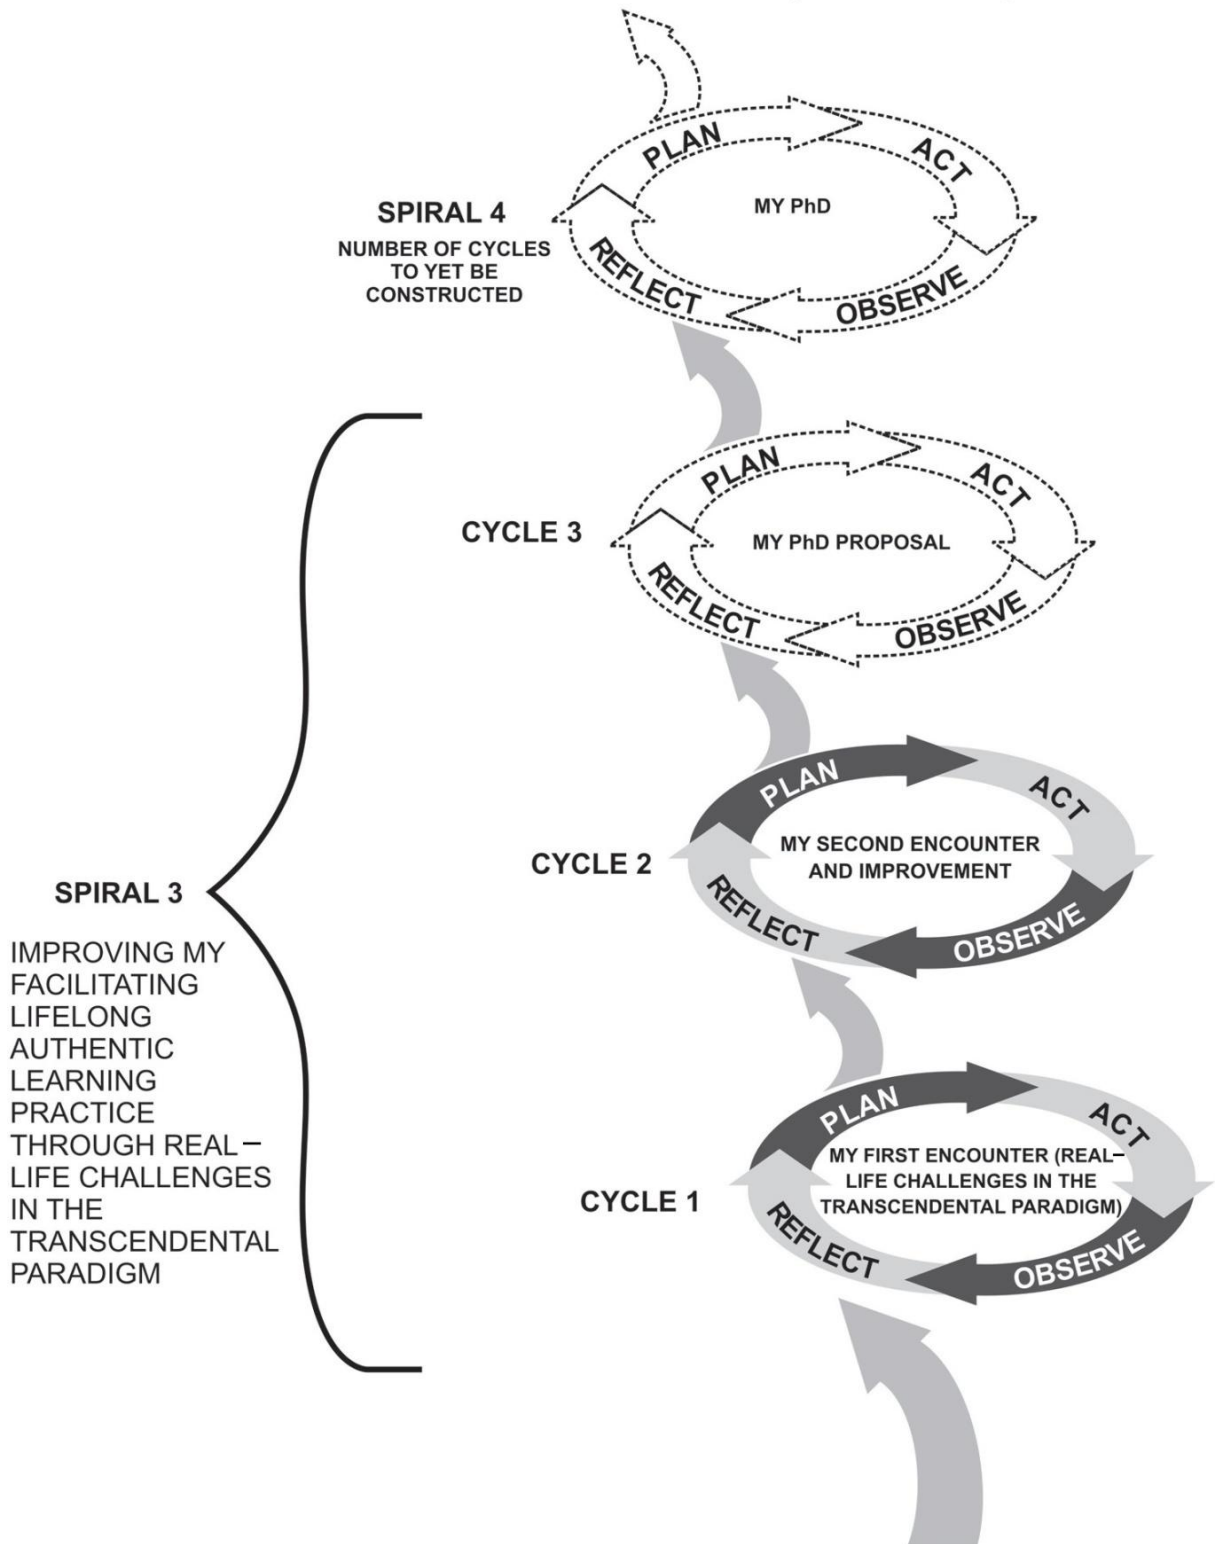 PLAN
ACT
MY PhD
SPIRAL 4
NUMBER OF CYCLES
TO YET BE
CONSTRUCTED
REFLECT
OBSERVE
PLAN
ACT
CYCLE 3
MY PhD PROPOSAL
REFLECT
OBSERVE
PLAN
ACT
CYCLE 2
MY SECOND ENCOUNTER
AND IMPROVEMENT
REFLECT
OBSERVE
SPIRAL 3
IMPROVING MY
FACILITATING
LIFELONG
AUTHENTIC
LEARNING
PRACTICE
THROUGH REAL–
LIFE CHALLENGES
IN THE
TRANSCENDENTAL
PARADIGM
PLAN
ACT
CYCLE 1
MY FIRST ENCOUNTER (REAL–
LIFE CHALLENGES IN THE
TRANSCENDENTAL PARADIGM)
REFLECT
OBSERVE